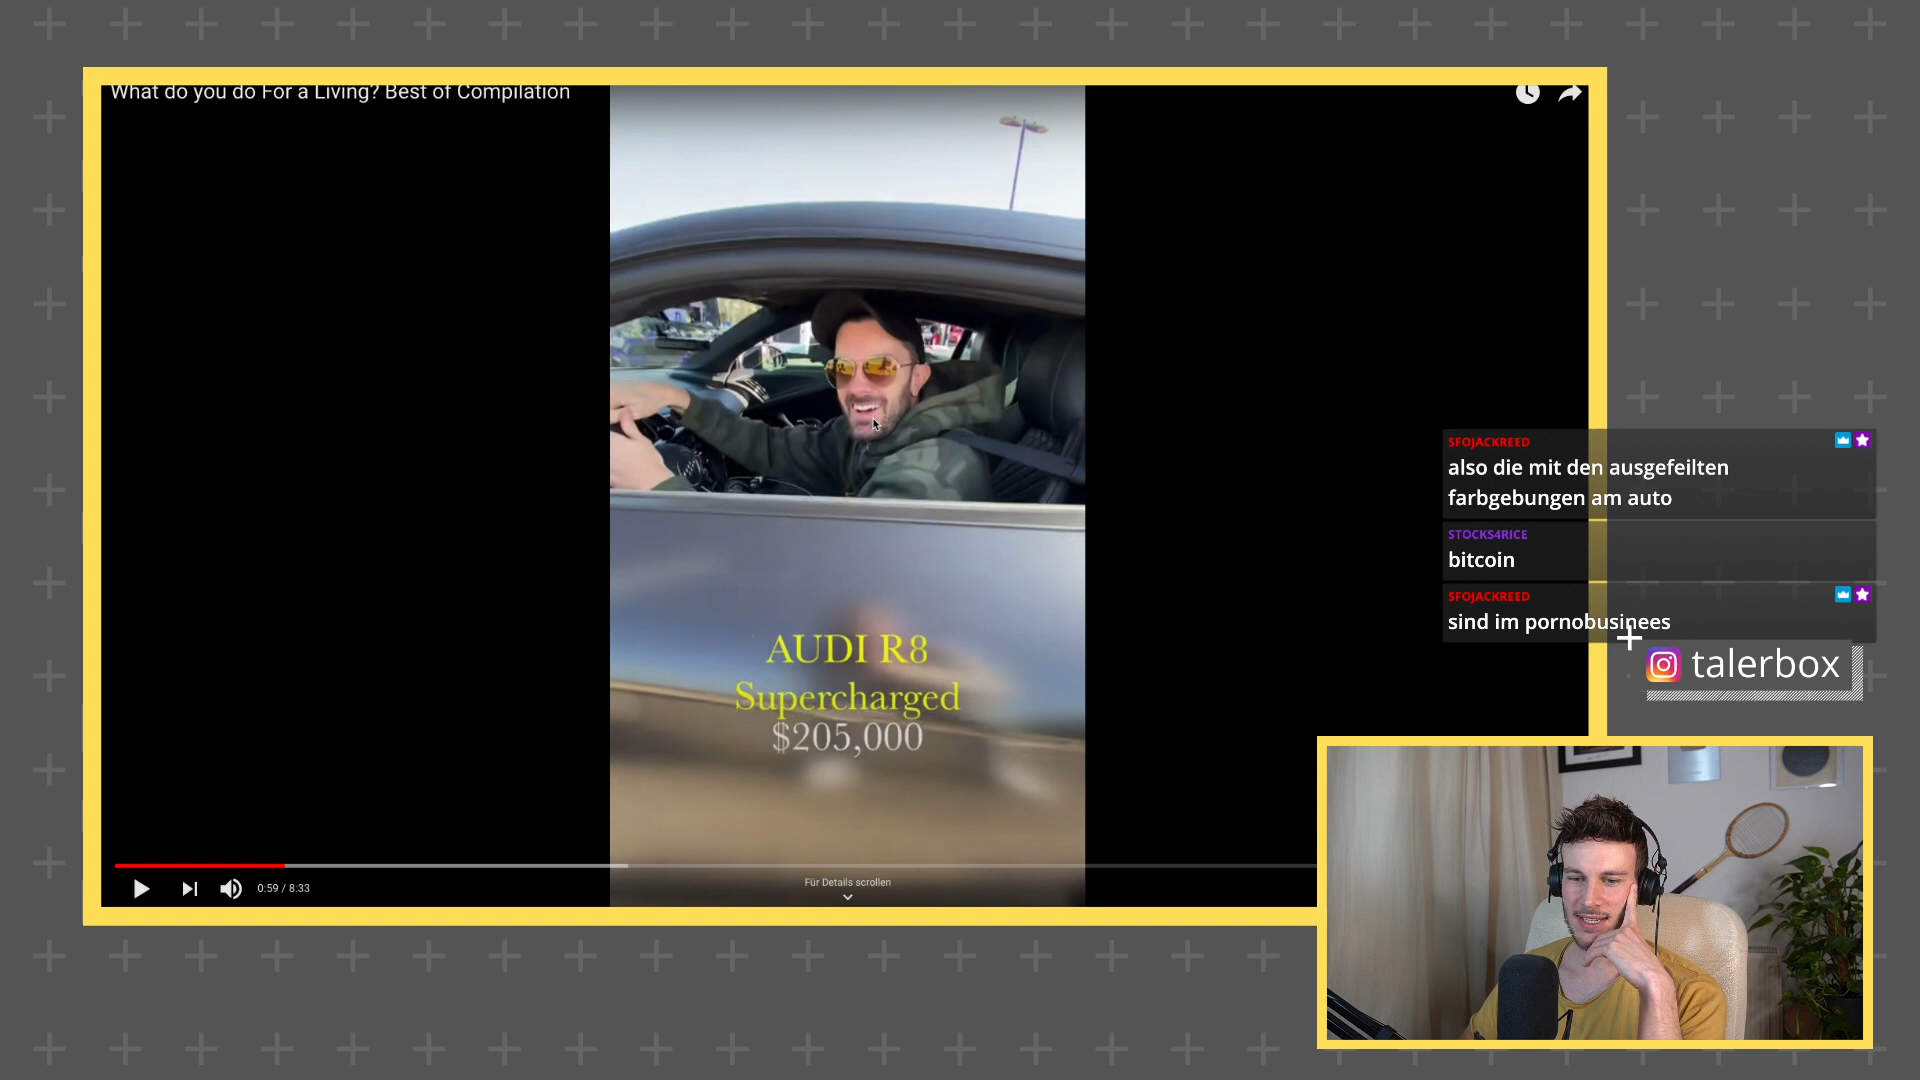 What do you do For a Living? Best of Compilation
AUDI R8
Supercharged
$205,000
0:59 / 8:33
Für Details scrollen
SFOJACKREED
also die mit den ausgefeilten
farbgebungen am auto
STOCKS4RICE
bitcoin
SFOJACKREED
sind im pornobusinees
talerbox